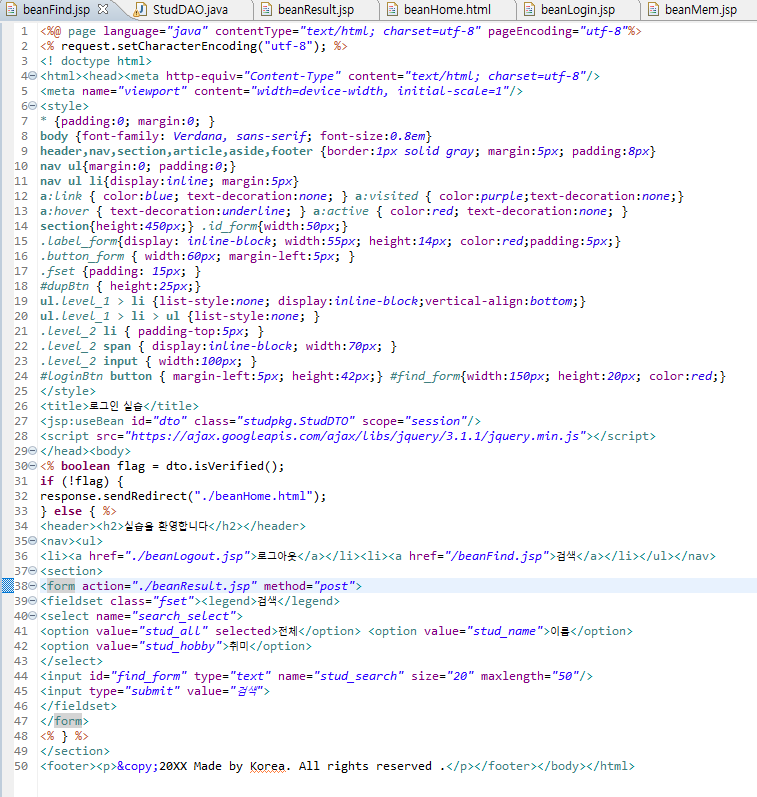 beanFind.jsp StudDAO.java beanResult.jsp beanHome.html beanLogin.jsp beanMem.jsp
1 <%@ page language="java" contentType="text/html; charset=utf-8" pageEncoding="utf-8"%>
2 <% request.setCharacterEncoding("utf-8"); %>
3 <! doctype html>
4 <html><head><meta http-equiv="Content-Type" content="text/html; charset=utf-8"/>
5 <meta name="viewport" content="width=device-width, initial-scale=1"/>
6 <style>
7 * {padding:0; margin:0; }
8 body {font-family: Verdana, sans-serif; font-size:0.8em}
9 header,nav,section,article,aside,footer {border:1px solid gray; margin:5px; padding:8px}
10 nav ul{margin:0; padding:0;}
11 nav ul li{display:inline; margin:5px}
12 a:link { color:blue; text-decoration:none; } a:visited { color:purple;text-decoration:none;}
13 a:hover { text-decoration:underline; } a:active { color:red; text-decoration:none; }
14 section{height:450px;} .id_form{width:50px;}
15 .label_form{display: inline-block; width:55px; height:14px; color:red;padding:5px;}
16 .button_form { width:60px; margin-left:5px; }
17 .fset {padding: 15px; }
18 #dupBtn { height:25px;}
19 ul.level_1 > li {list-style:none; display:inline-block;vertical-align:bottom;}
20 ul.level_1 > li > ul {list-style:none; }
21 .level_2 li { padding-top:5px; }
22 .level_2 span { display:inline-block; width:70px; }
23 .level_2 input { width:100px; }
24 #loginBtn button { margin-left:5px; height:42px;} #find_form{width:150px; height:20px; color:red;}
25 </style>
26 <title>로그인 실습</title>
27 <jsp:useBean id="dto" class="studpkg.StudDTO" scope="session"/>
28 <script src="https://ajax.googleapis.com/ajax/libs/jquery/3.1.1/jquery.min.js"></script>
29 </head><body>
30 <% boolean flag = dto.isVerified();
31 if (!flag) {
32 response.sendRedirect("./beanHome.html");
33 } else { %>
34 <header><h2>실습을 환영합니다</h2></header>
35 <nav><ul>
36 <li><a href="./beanLogout.jsp">로그아웃</a></li><li><a href="/beanFind.jsp">검색</a></li></ul></nav>
37 <section>
38 <form action="./beanResult.jsp" method="post">
39 <fieldset class="fset"><legend>검색</legend>
40 <select name="search_select">
41 <option value="stud_all" selected>전체</option> <option value="stud_name">이름</option>
42 <option value="stud_hobby">취미</option>
43 </select>
44 <input id="find_form" type="text" name="stud_search" size="20" maxlength="50"/>
45 <input type="submit" value="검색">
46 </fieldset>
47 </form>
48 <% } %>
49 </section>
50 <footer><p>&copy;20XX Made by Korea. All rights reserved .</p></footer></body></html>